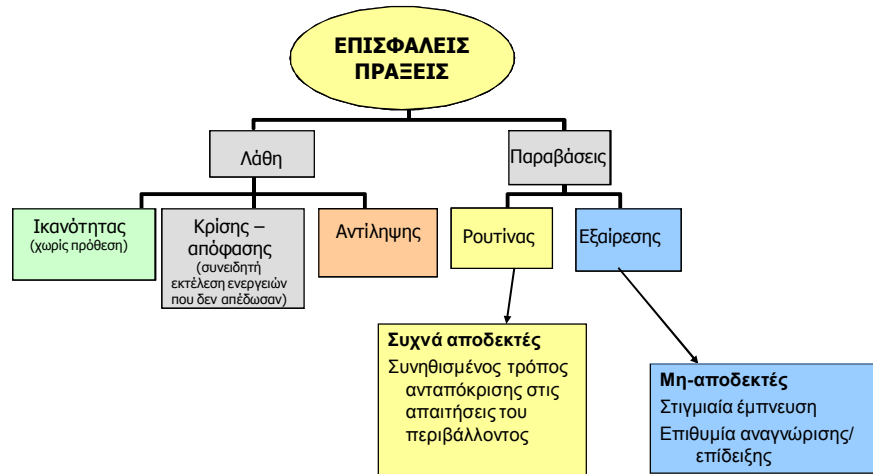 ΕΠΙΣΦΑΛΕΙΣ
ΠΡΑΞΕΙΣ
Λάθη
Παραβάσεις
Ικανότητας
(χωρίς πρόθεση)
Κρίσης –
απόφασης
(συνειδητή
εκτέλεση ενεργειών
που δεν απέδωσαν)
Αντίληψης
Ρουτίνας
Εξαίρεσης
Συχνά αποδεκτές
Συνηθισμένος τρόπος
ανταπόκρισης στις
απαιτήσεις του
περιβάλλοντος
Μη-αποδεκτές
Στιγμιαία έμπνευση
Επιθυμία αναγνώρισης/
επίδειξης